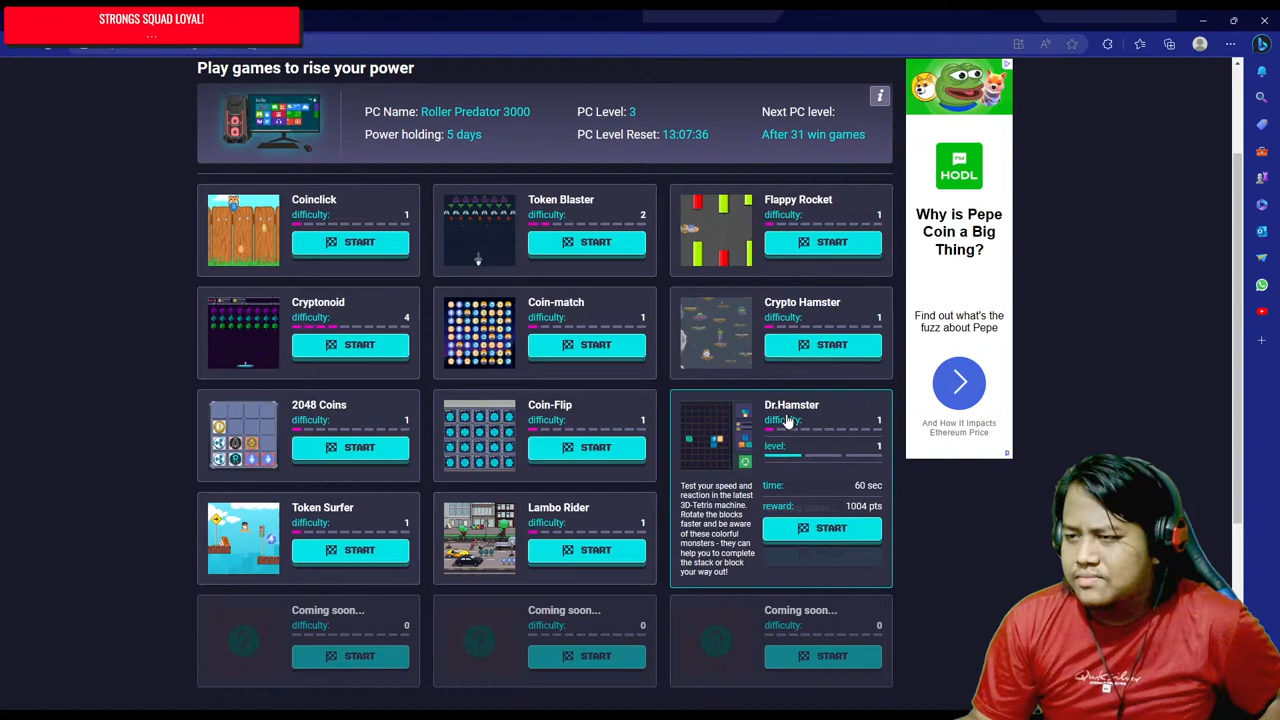 STRONGS SQUAD LOYAL!
...
Play games to rise your power
PC Name: Roller Predator 3000
PC Level: 3
Next PC level:
Power holding: 5 days
PC Level Reset: 13:07:36
After 31 win games
i
Coinclick
difficulty: 1
START
Token Blaster
difficulty: 2
START
Flappy Rocket
difficulty: 1
START
Cryptonoid
difficulty: 4
START
Coin-match
difficulty: 1
START
Crypto Hamster
difficulty: 1
START
2048 Coins
difficulty: 1
START
Coin-Flip
difficulty: 1
START
Dr.Hamster
difficulty: 1
level: 1
time: 60 sec
reward: 1004 pts
START
Test your speed and
reaction in the latest
3D-Tetris machine.
Rotate the blocks
faster and be aware
of these colorful
monsters - they can
help you to complete
the stack or block
your way out!
Token Surfer
difficulty: 1
START
Lambo Rider
difficulty: 1
START
Coming soon...
difficulty: 0
START
Coming soon...
difficulty: 0
START
Coming soon...
difficulty: 0
START
HODL
Why is Pepe
Coin a Big
Thing?
Find out what's the
fuzz about Pepe
And How It Impacts
Ethereum Price